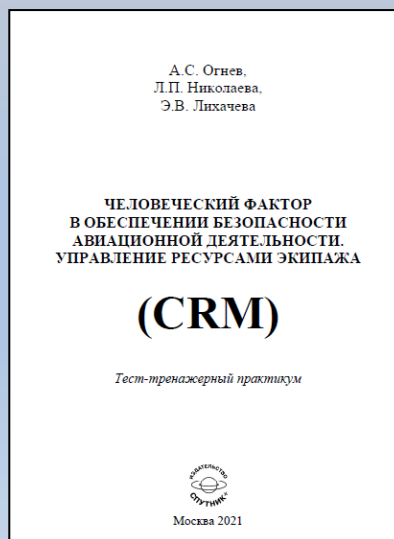 А.С. Огнев,
Л.П. Николаева,
Э.В. Лихачева
ЧЕЛОВЕЧЕСКИЙ ФАКТОР
В ОБЕСПЕЧЕНИИ БЕЗОПАСНОСТИ
АВИАЦИОННОЙ ДЕЯТЕЛЬНОСТИ.
УПРАВЛЕНИЕ РЕСУРСАМИ ЭКИПАЖА
(CRM)
Тест-тренажерный практикум
ИЗДАТЕЛЬСТВО
СПУТНИК+
Москва 2021